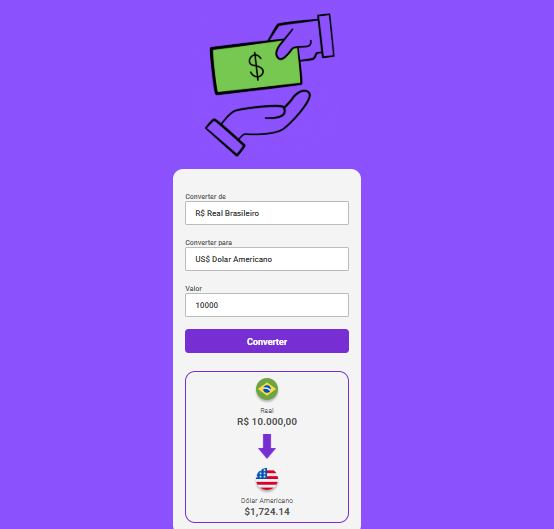 $
Converter de
R$ Real Brasileiro
Converter para
US$ Dolar Americano
Valor
10000
Converter
Real
R$ 10.000,00
Dólar Americano
$1,724.14